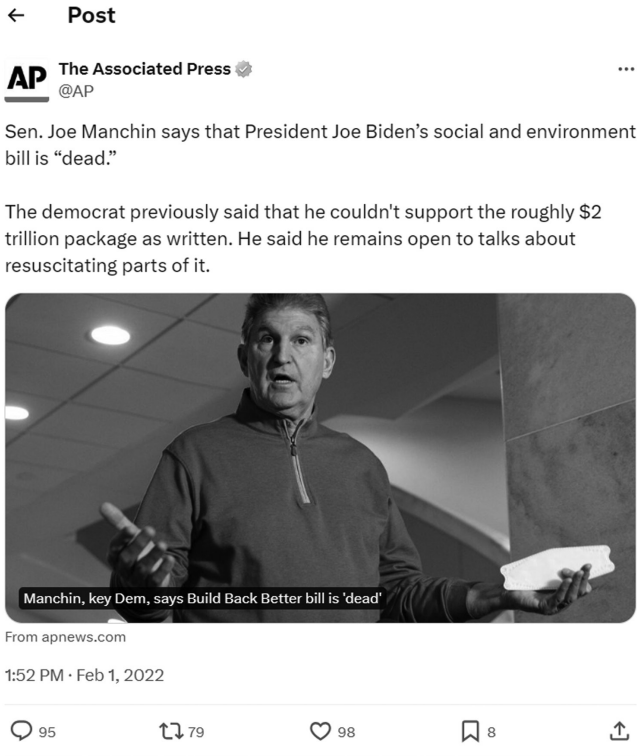 Post
AP
The Associated Press
@AP
Sen. Joe Manchin says that President Joe Biden’s social and environment
bill is “dead.”
The democrat previously said that he couldn't support the roughly $2
trillion package as written. He said he remains open to talks about
resuscitating parts of it.
Manchin, key Dem, says Build Back Better bill is 'dead'
From apnews.com
1:52 PM · Feb 1, 2022
95 79 98 8